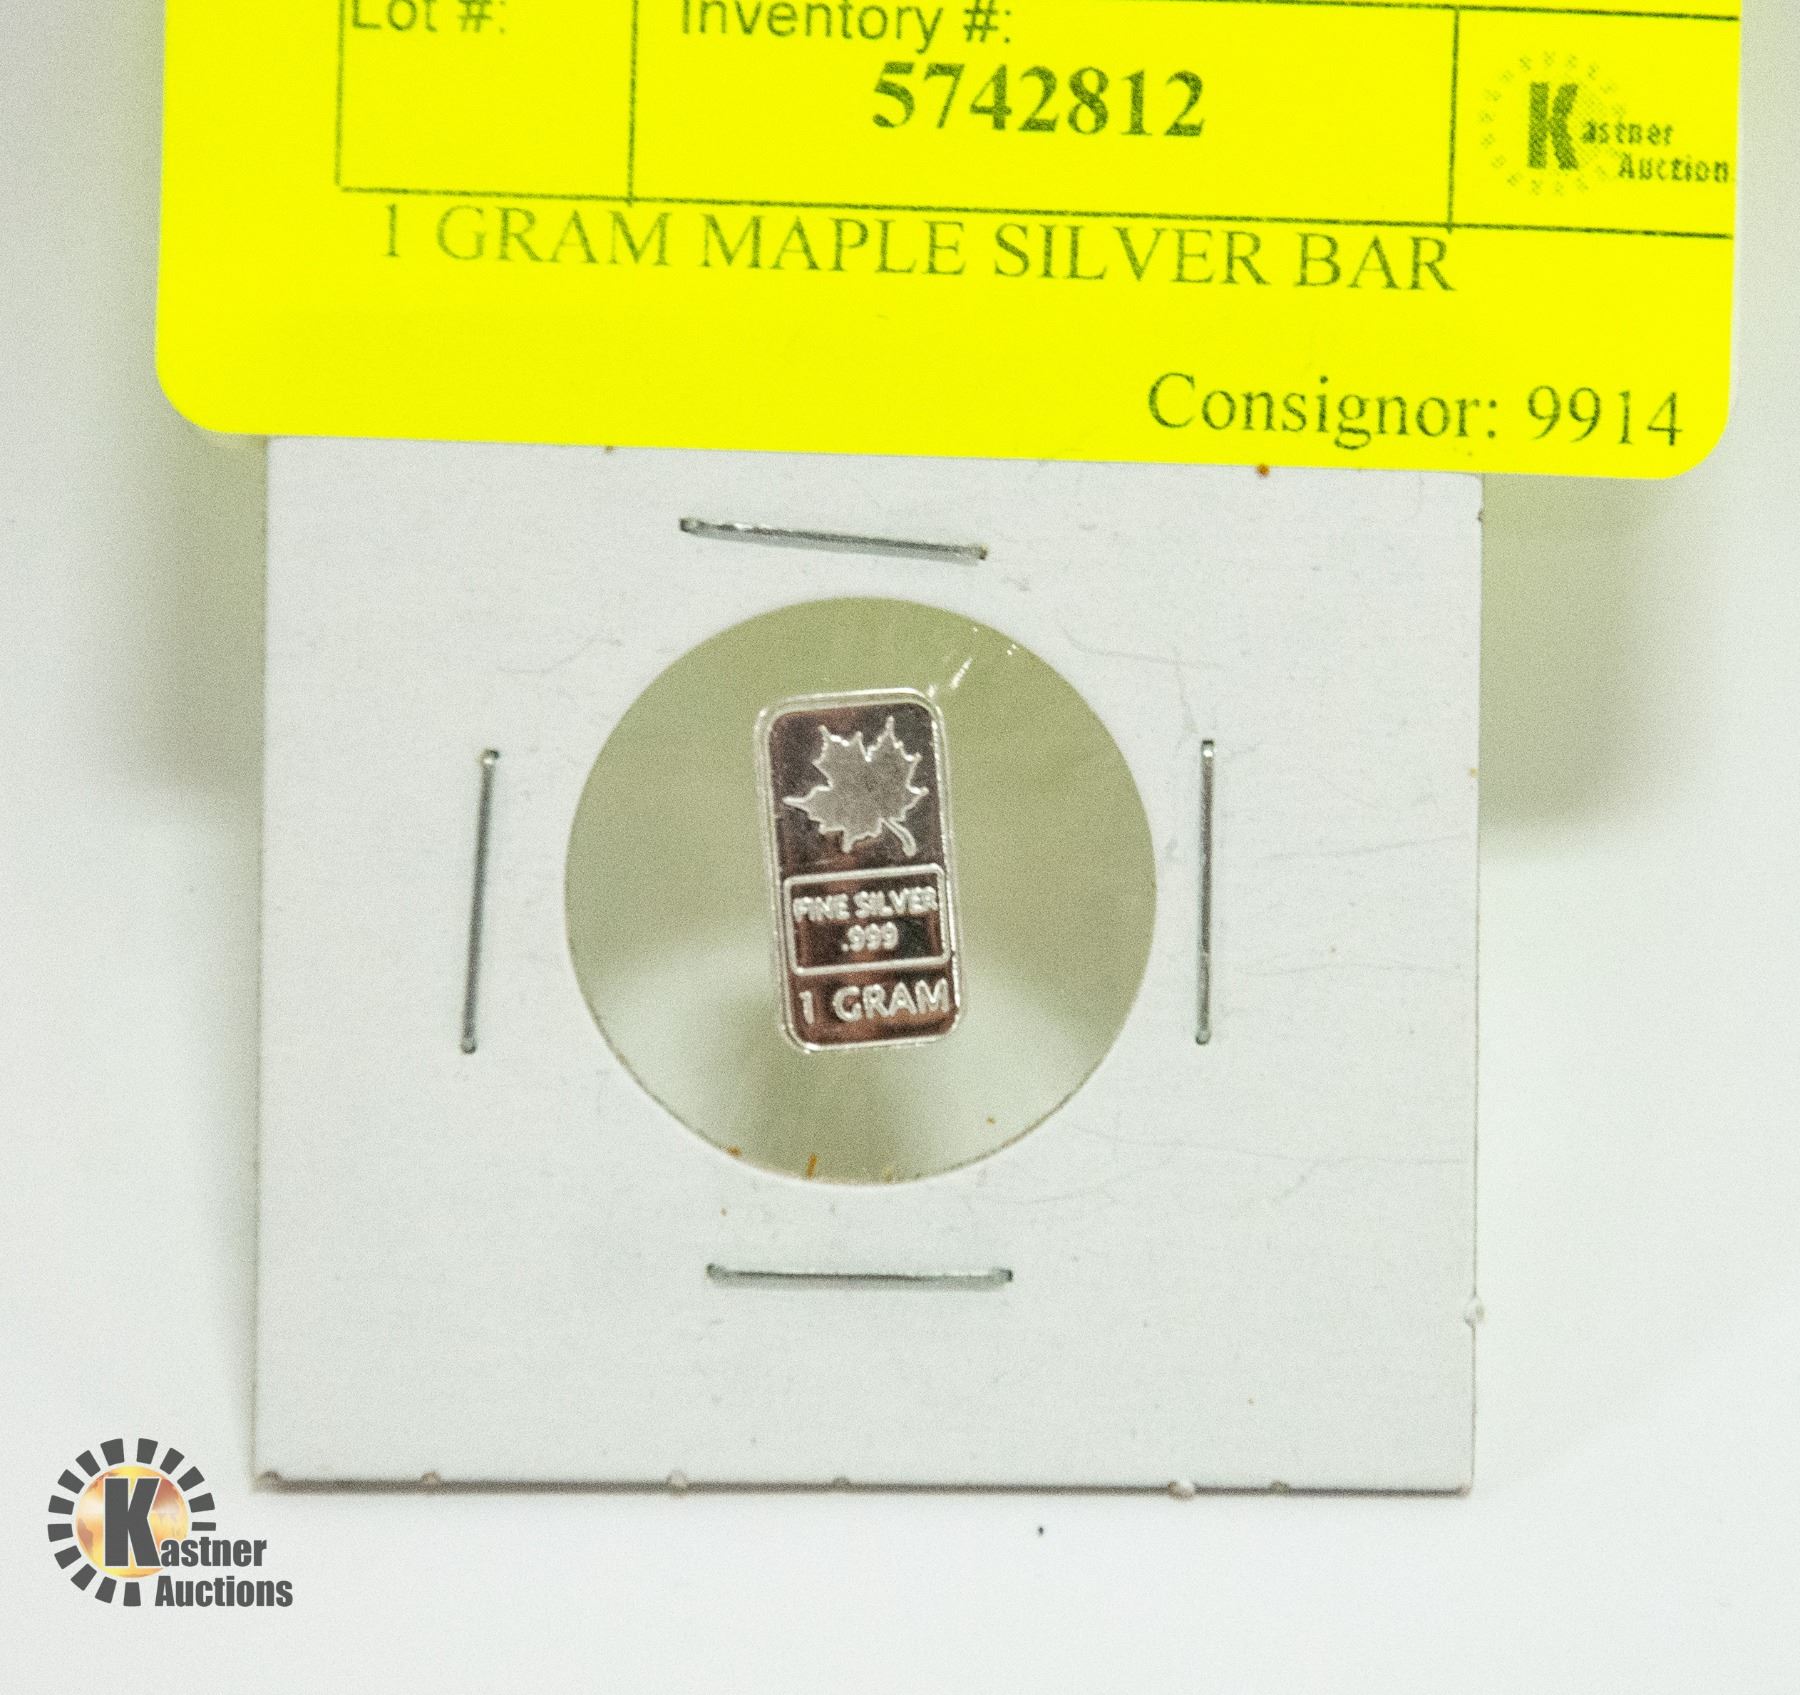 Lot #:
Inventory #:
5742812
Kastner
Auction
1 GRAM MAPLE SILVER BAR
Consignor: 9914
FINE SILVER
.999
1 GRAM
Kastner
Auctions